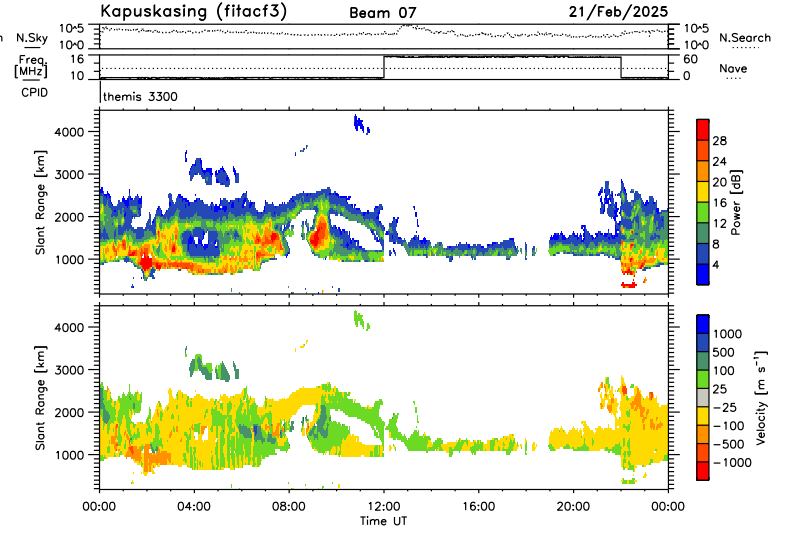 Kapuskasing (fitacf3) Beam 07 21/Feb/2025
N.Sky 10^5 10^0 10^5 10^0 N.Search
Freq. [MHz] 16 10 60 0 Nave
CPID themis 3300
4000
3000
2000
1000
Slant Range [km]
28
24
20
16
12
8
4
Power [dB]
4000
3000
2000
1000
Slant Range [km]
1000
500
100
25
-25
-100
-500
-1000
Velocity [m s⁻¹]
00:00 04:00 08:00 12:00 16:00 20:00 00:00
Time UT